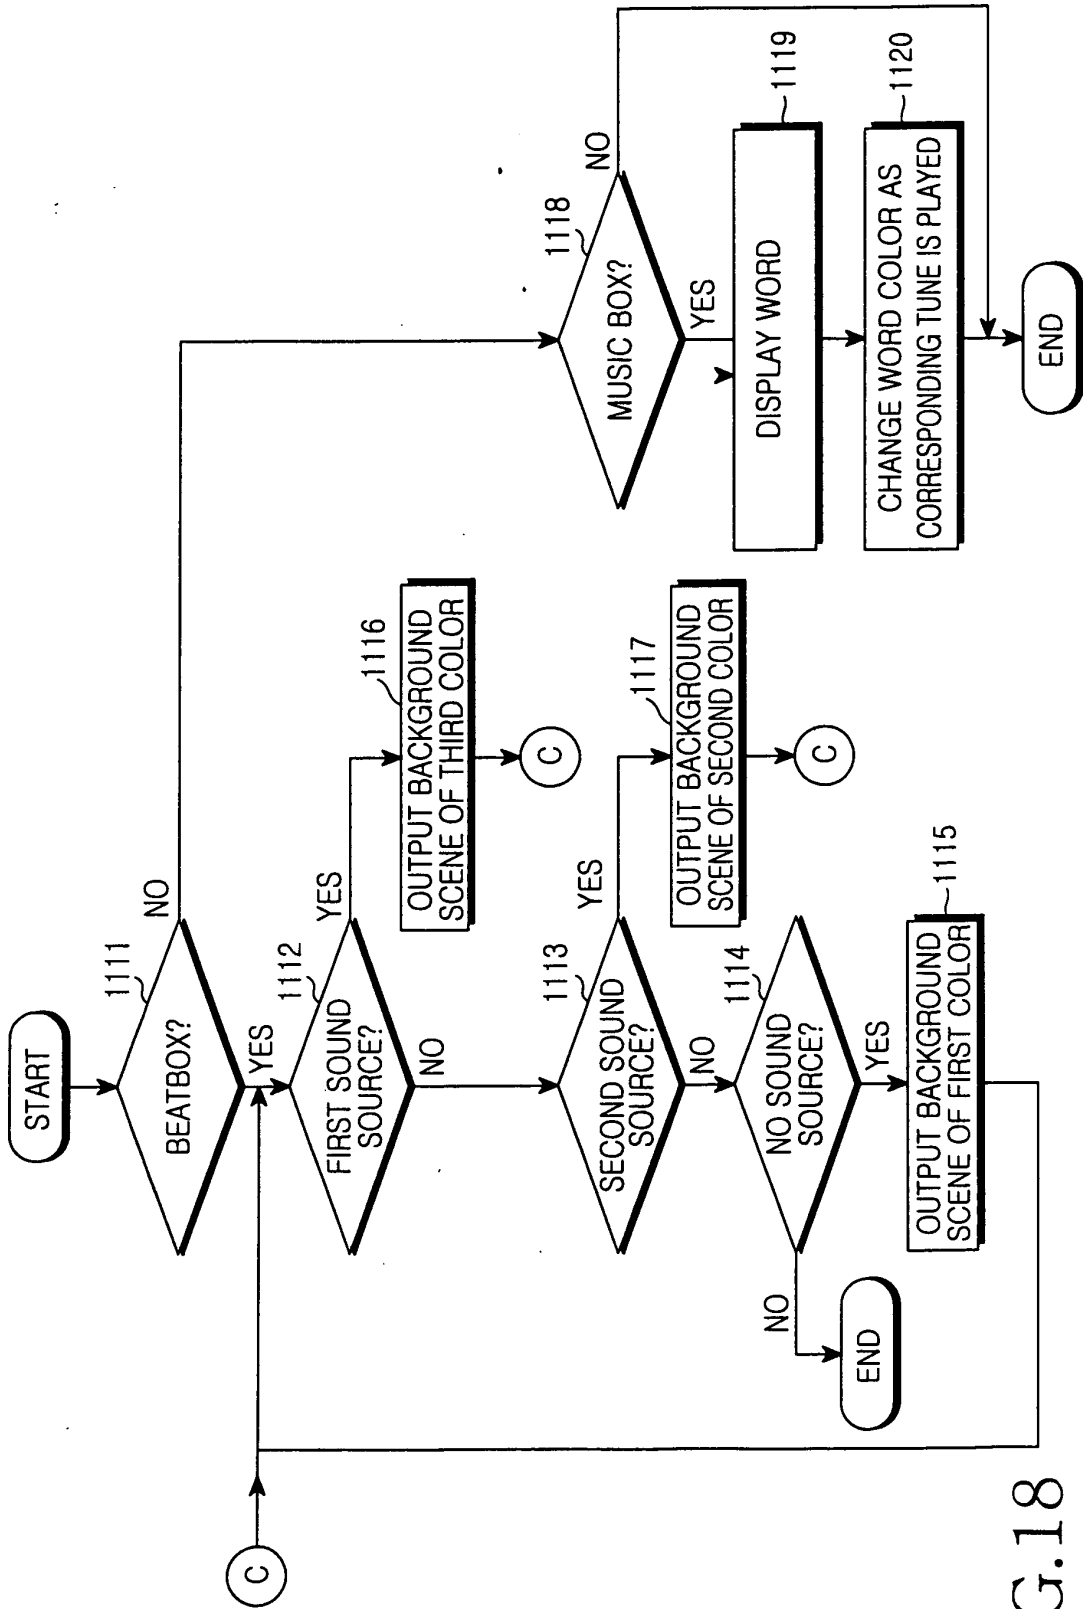 START
BEATBOX?
1111
NO
YES
FIRST SOUND
SOURCE?
1112
YES
NO
OUTPUT BACKGROUND
SCENE OF THIRD COLOR
1116
C
SECOND SOUND
SOURCE?
1113
YES
NO
OUTPUT BACKGROUND
SCENE OF SECOND COLOR
1117
C
NO SOUND
SOURCE?
1114
YES
NO
END
OUTPUT BACKGROUND
SCENE OF FIRST COLOR
1115
C
MUSIC BOX?
1118
NO
YES
DISPLAY WORD
1119
CHANGE WORD COLOR AS
CORRESPONDING TUNE IS PLAYED
1120
END
G.18